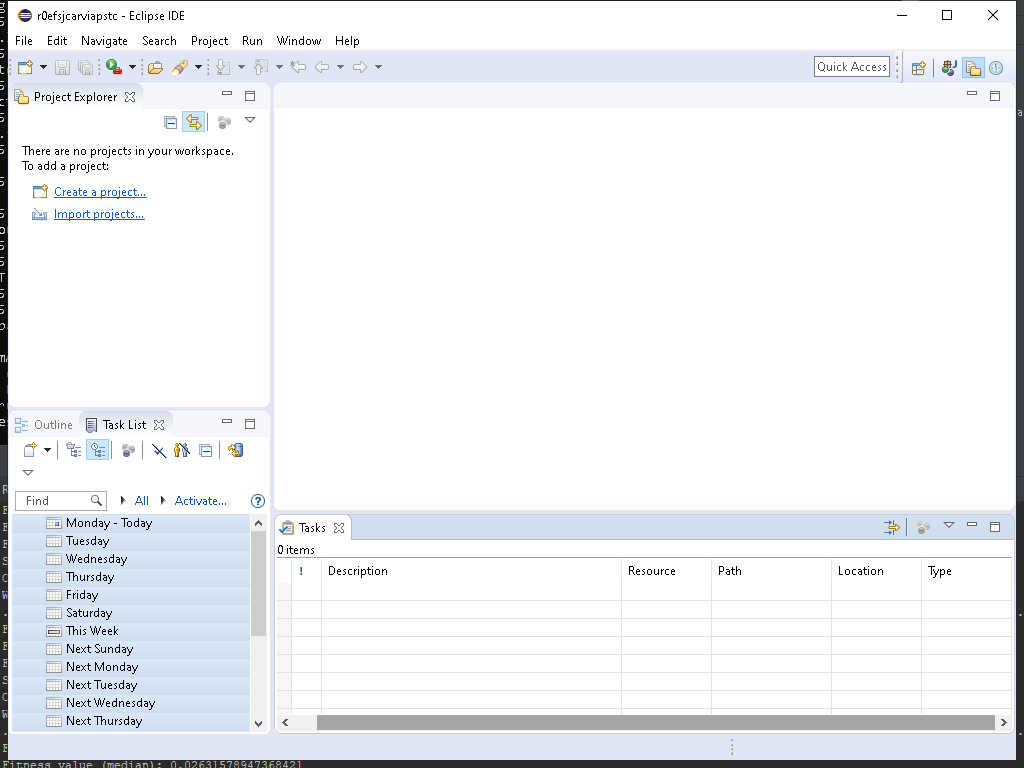 r0efsjcarviapstc - Eclipse IDE
File Edit Navigate Search Project Run Window Help
Quick Access
Project Explorer
There are no projects in your workspace.
To add a project:
Create a project...
Import projects...
Outline Task List
Find All Activate...
Monday - Today
Tuesday
Wednesday
Thursday
Friday
Saturday
This Week
Next Sunday
Next Monday
Next Tuesday
Next Wednesday
Next Thursday
Tasks
0 items
! Description Resource Path Location Type
Fitness value (median): 0.02631578947368421